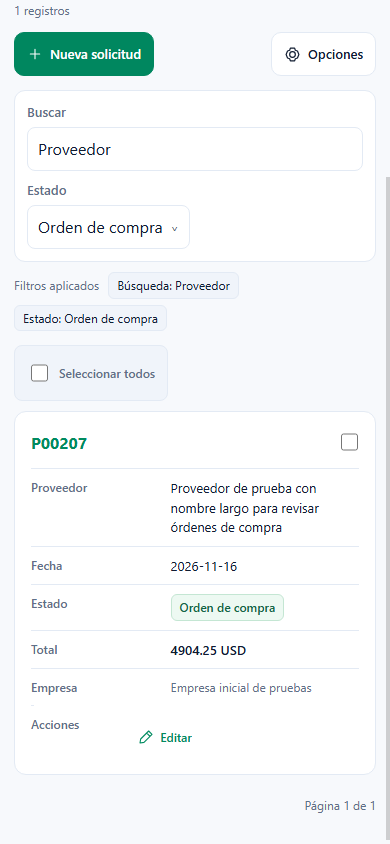 1 registros
Nueva solicitud
Opciones
Buscar
Proveedor
Estado
Orden de compra
Filtros aplicados
Búsqueda: Proveedor
Estado: Orden de compra
Seleccionar todos
P00207
Proveedor
Proveedor de prueba con
nombre largo para revisar
órdenes de compra
Fecha
2026-11-16
Estado
Orden de compra
Total
4904.25 USD
Empresa
Empresa inicial de pruebas
Acciones
Editar
Página 1 de 1